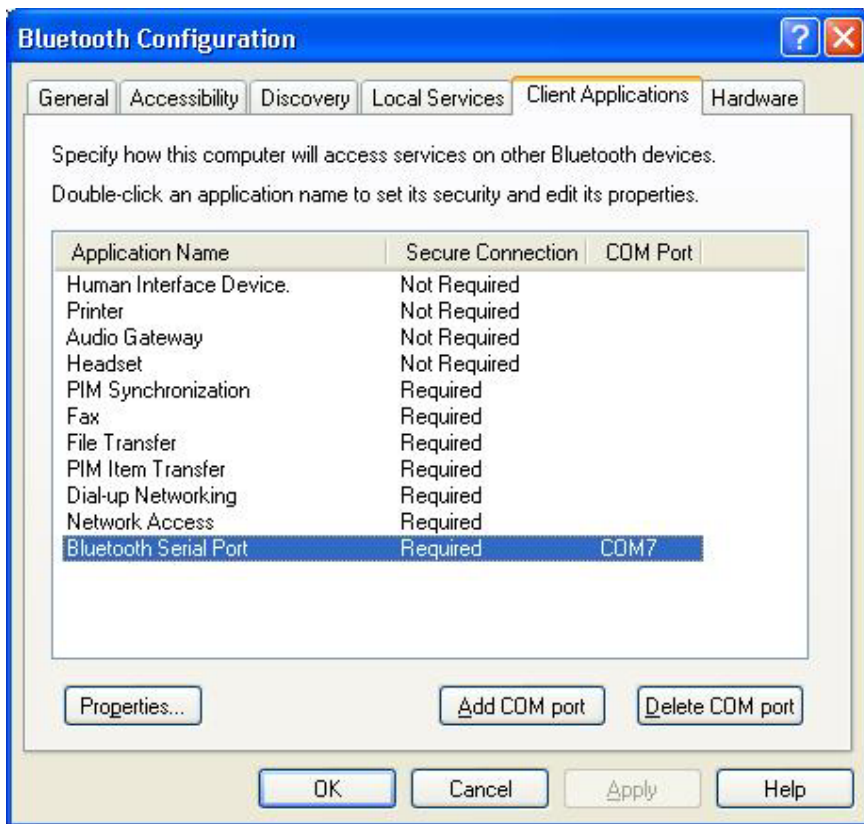 Bluetooth Configuration
General Accessibility Discovery Local Services Client Applications Hardware
Specify how this computer will access services on other Bluetooth devices.
Double-click an application name to set its security and edit its properties.
Application Name Secure Connection COM Port
Human Interface Device. Not Required
Printer Not Required
Audio Gateway Not Required
Headset Not Required
PIM Synchronization Required
Fax Required
File Transfer Required
PIM Item Transfer Required
Dial-up Networking Required
Network Access Required
Bluetooth Serial Port Required COM7
Properties... Add COM port Delete COM port
OK Cancel Apply Help